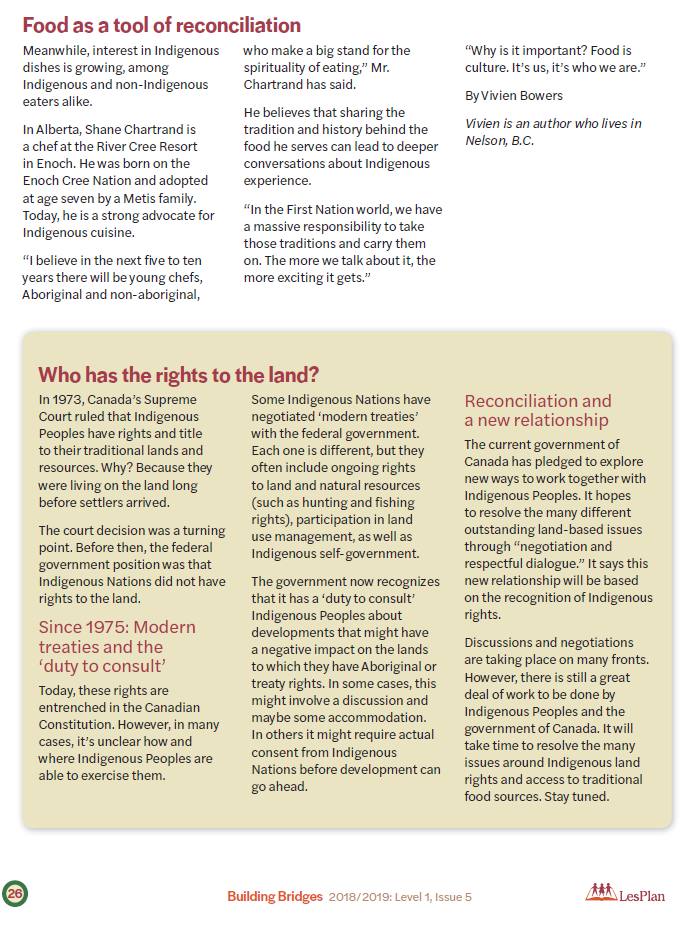 Food as a tool of reconciliation
Meanwhile, interest in Indigenous
dishes is growing, among
Indigenous and non-Indigenous
eaters alike.
In Alberta, Shane Chartrand is
a chef at the River Cree Resort
in Enoch. He was born on the
Enoch Cree Nation and adopted
at age seven by a Metis family.
Today, he is a strong advocate for
Indigenous cuisine.
“I believe in the next five to ten
years there will be young chefs,
Aboriginal and non-aboriginal,
who make a big stand for the
spirituality of eating,” Mr.
Chartrand has said.
He believes that sharing the
tradition and history behind the
food he serves can lead to deeper
conversations about Indigenous
experience.
“In the First Nation world, we have
a massive responsibility to take
those traditions and carry them
on. The more we talk about it, the
more exciting it gets.”
“Why is it important? Food is
culture. It’s us, it’s who we are.”
By Vivien Bowers
Vivien is an author who lives in
Nelson, B.C.
Who has the rights to the land?
In 1973, Canada’s Supreme
Court ruled that Indigenous
Peoples have rights and title
to their traditional lands and
resources. Why? Because they
were living on the land long
before settlers arrived.
The court decision was a turning
point. Before then, the federal
government position was that
Indigenous Nations did not have
rights to the land.
Since 1975: Modern
treaties and the
‘duty to consult’
Today, these rights are
entrenched in the Canadian
Constitution. However, in many
cases, it’s unclear how and
where Indigenous Peoples are
able to exercise them.
Some Indigenous Nations have
negotiated ‘modern treaties’
with the federal government.
Each one is different, but they
often include ongoing rights
to land and natural resources
(such as hunting and fishing
rights), participation in land
use management, as well as
Indigenous self-government.
The government now recognizes
that it has a ‘duty to consult’
Indigenous Peoples about
developments that might have
a negative impact on the lands
to which they have Aboriginal or
treaty rights. In some cases, this
might involve a discussion and
maybe some accommodation.
In others it might require actual
consent from Indigenous
Nations before development can
go ahead.
Reconciliation and
a new relationship
The current government of
Canada has pledged to explore
new ways to work together with
Indigenous Peoples. It hopes
to resolve the many different
outstanding land-based issues
through “negotiation and
respectful dialogue.” It says this
new relationship will be based
on the recognition of Indigenous
rights.
Discussions and negotiations
are taking place on many fronts.
However, there is still a great
deal of work to be done by
Indigenous Peoples and the
government of Canada. It will
take time to resolve the many
issues around Indigenous land
rights and access to traditional
food sources. Stay tuned.
26
Building Bridges 2018/2019: Level 1, Issue 5
LesPlan